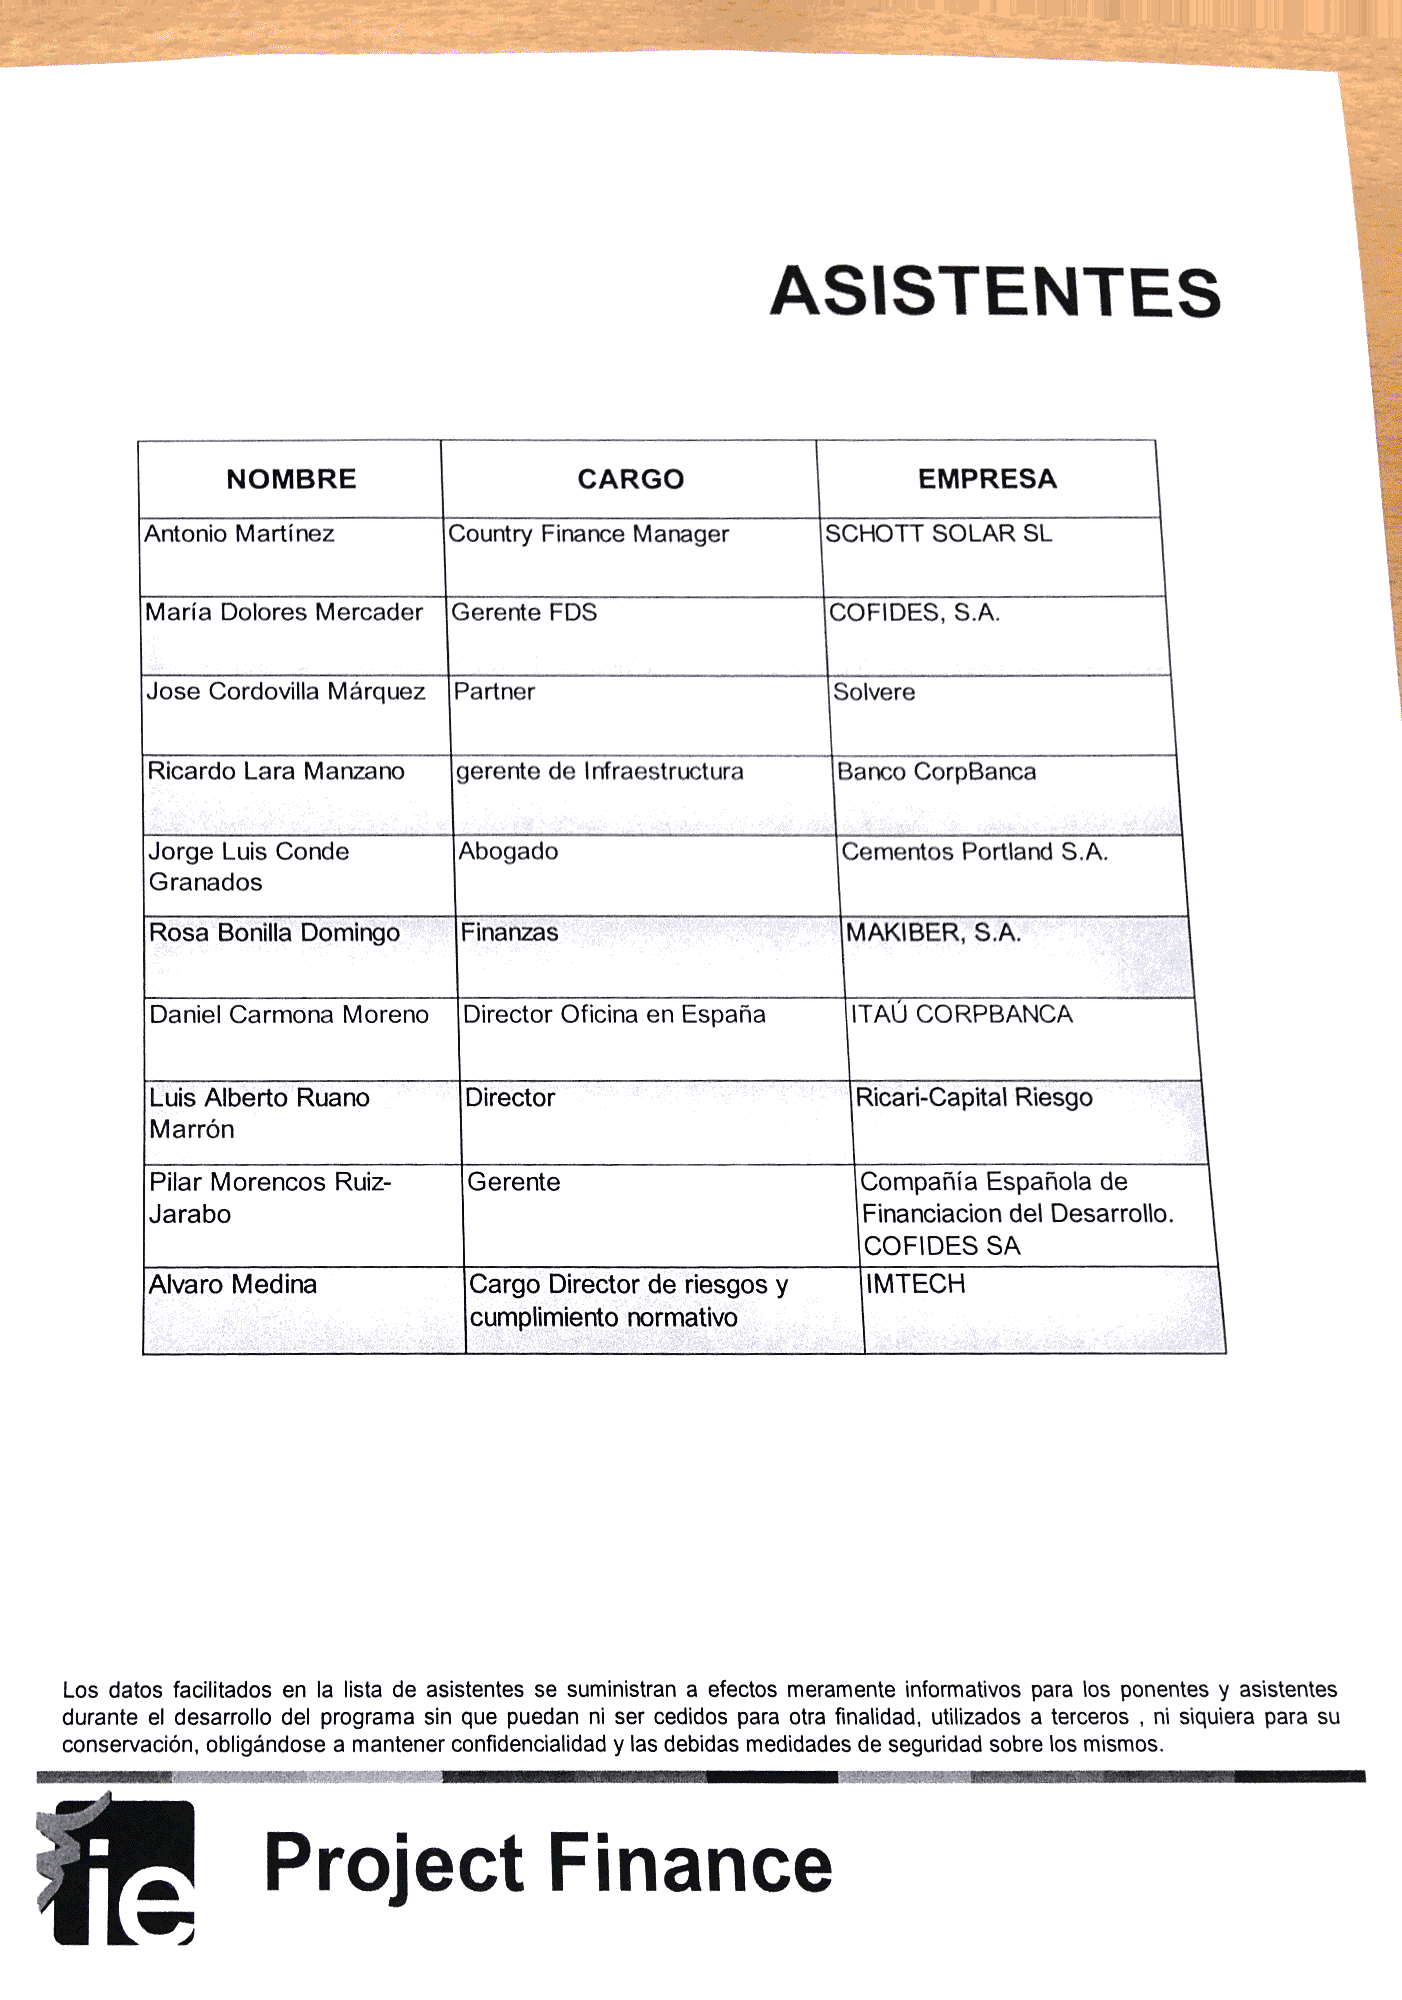 ASISTENTES
NOMBRE CARGO EMPRESA
Antonio Martínez Country Finance Manager SCHOTT SOLAR SL
María Dolores Mercader Gerente FDS COFIDES, S.A.
Jose Cordovilla Márquez Partner Solvere
Ricardo Lara Manzano gerente de Infraestructura Banco CorpBanca
Jorge Luis Conde Abogado Cementos Portland S.A.
Granados
Rosa Bonilla Domingo Finanzas MAKIBER, S.A.
Daniel Carmona Moreno Director Oficina en España ITAÚ CORPBANCA
Luis Alberto Ruano Director Ricari-Capital Riesgo
Marrón
Pilar Morencos Ruiz- Gerente Compañía Española de
Jarabo Financiacion del Desarrollo.
COFIDES SA
Alvaro Medina Cargo Director de riesgos y IMTECH
cumplimiento normativo
Los datos facilitados en la lista de asistentes se suministran a efectos meramente informativos para los ponentes y asistentes
durante el desarrollo del programa sin que puedan ni ser cedidos para otra finalidad, utilizados a terceros , ni siquiera para su
conservación, obligándose a mantener confidencialidad y las debidas medidades de seguridad sobre los mismos.
ie Project Finance